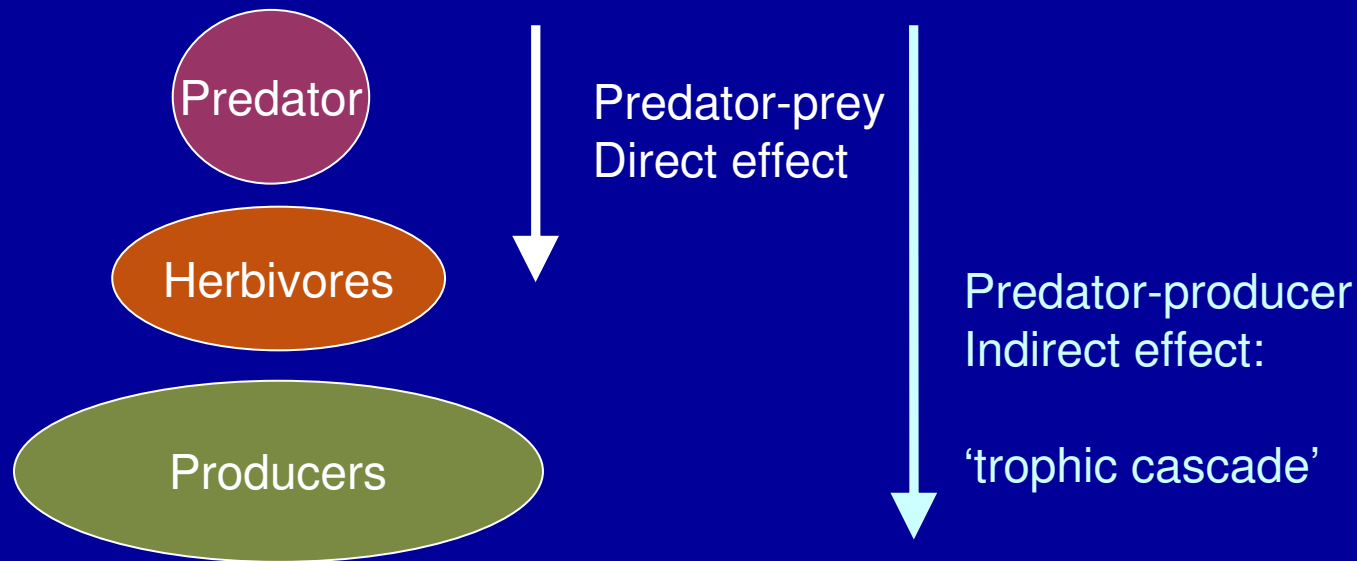 Predator
Predator-prey
Direct effect
Herbivores
Predator-producer
Indirect effect:
‘trophic cascade’
Producers